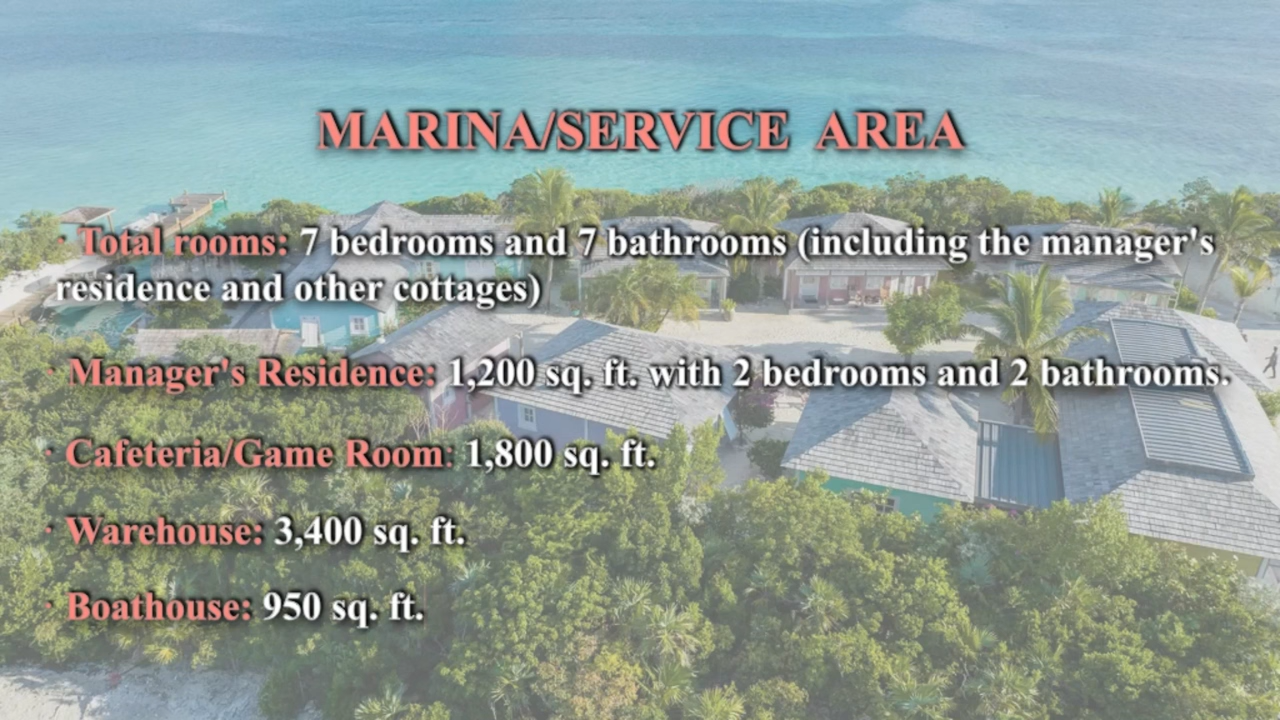 MARINA/SERVICE AREA
· Total rooms: 7 bedrooms and 7 bathrooms (including the manager's
residence and other cottages)
· Manager's Residence: 1,200 sq. ft. with 2 bedrooms and 2 bathrooms.
· Cafeteria/Game Room: 1,800 sq. ft.
· Warehouse: 3,400 sq. ft.
· Boathouse: 950 sq. ft.